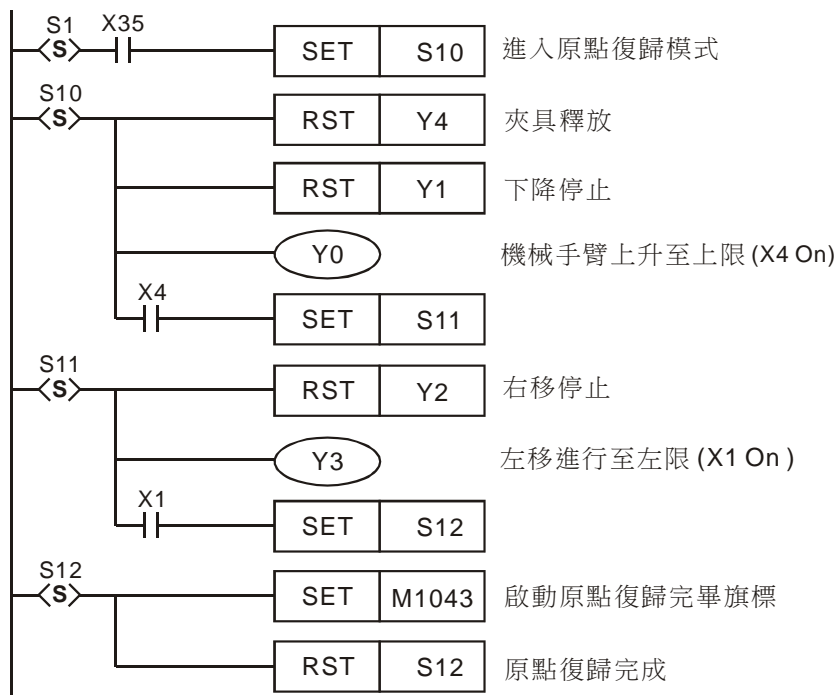 S1 X35
S SET S10 進入原點復歸模式
S10
S RST Y4 夾具釋放
RST Y1 下降停止
Y0 機械手臂上升至上限 (X4 On)
X4
SET S11
S11
S RST Y2 右移停止
Y3 左移進行至左限 (X1 On )
X1
SET S12
S12
S SET M1043 啟動原點復歸完畢旗標
RST S12 原點復歸完成